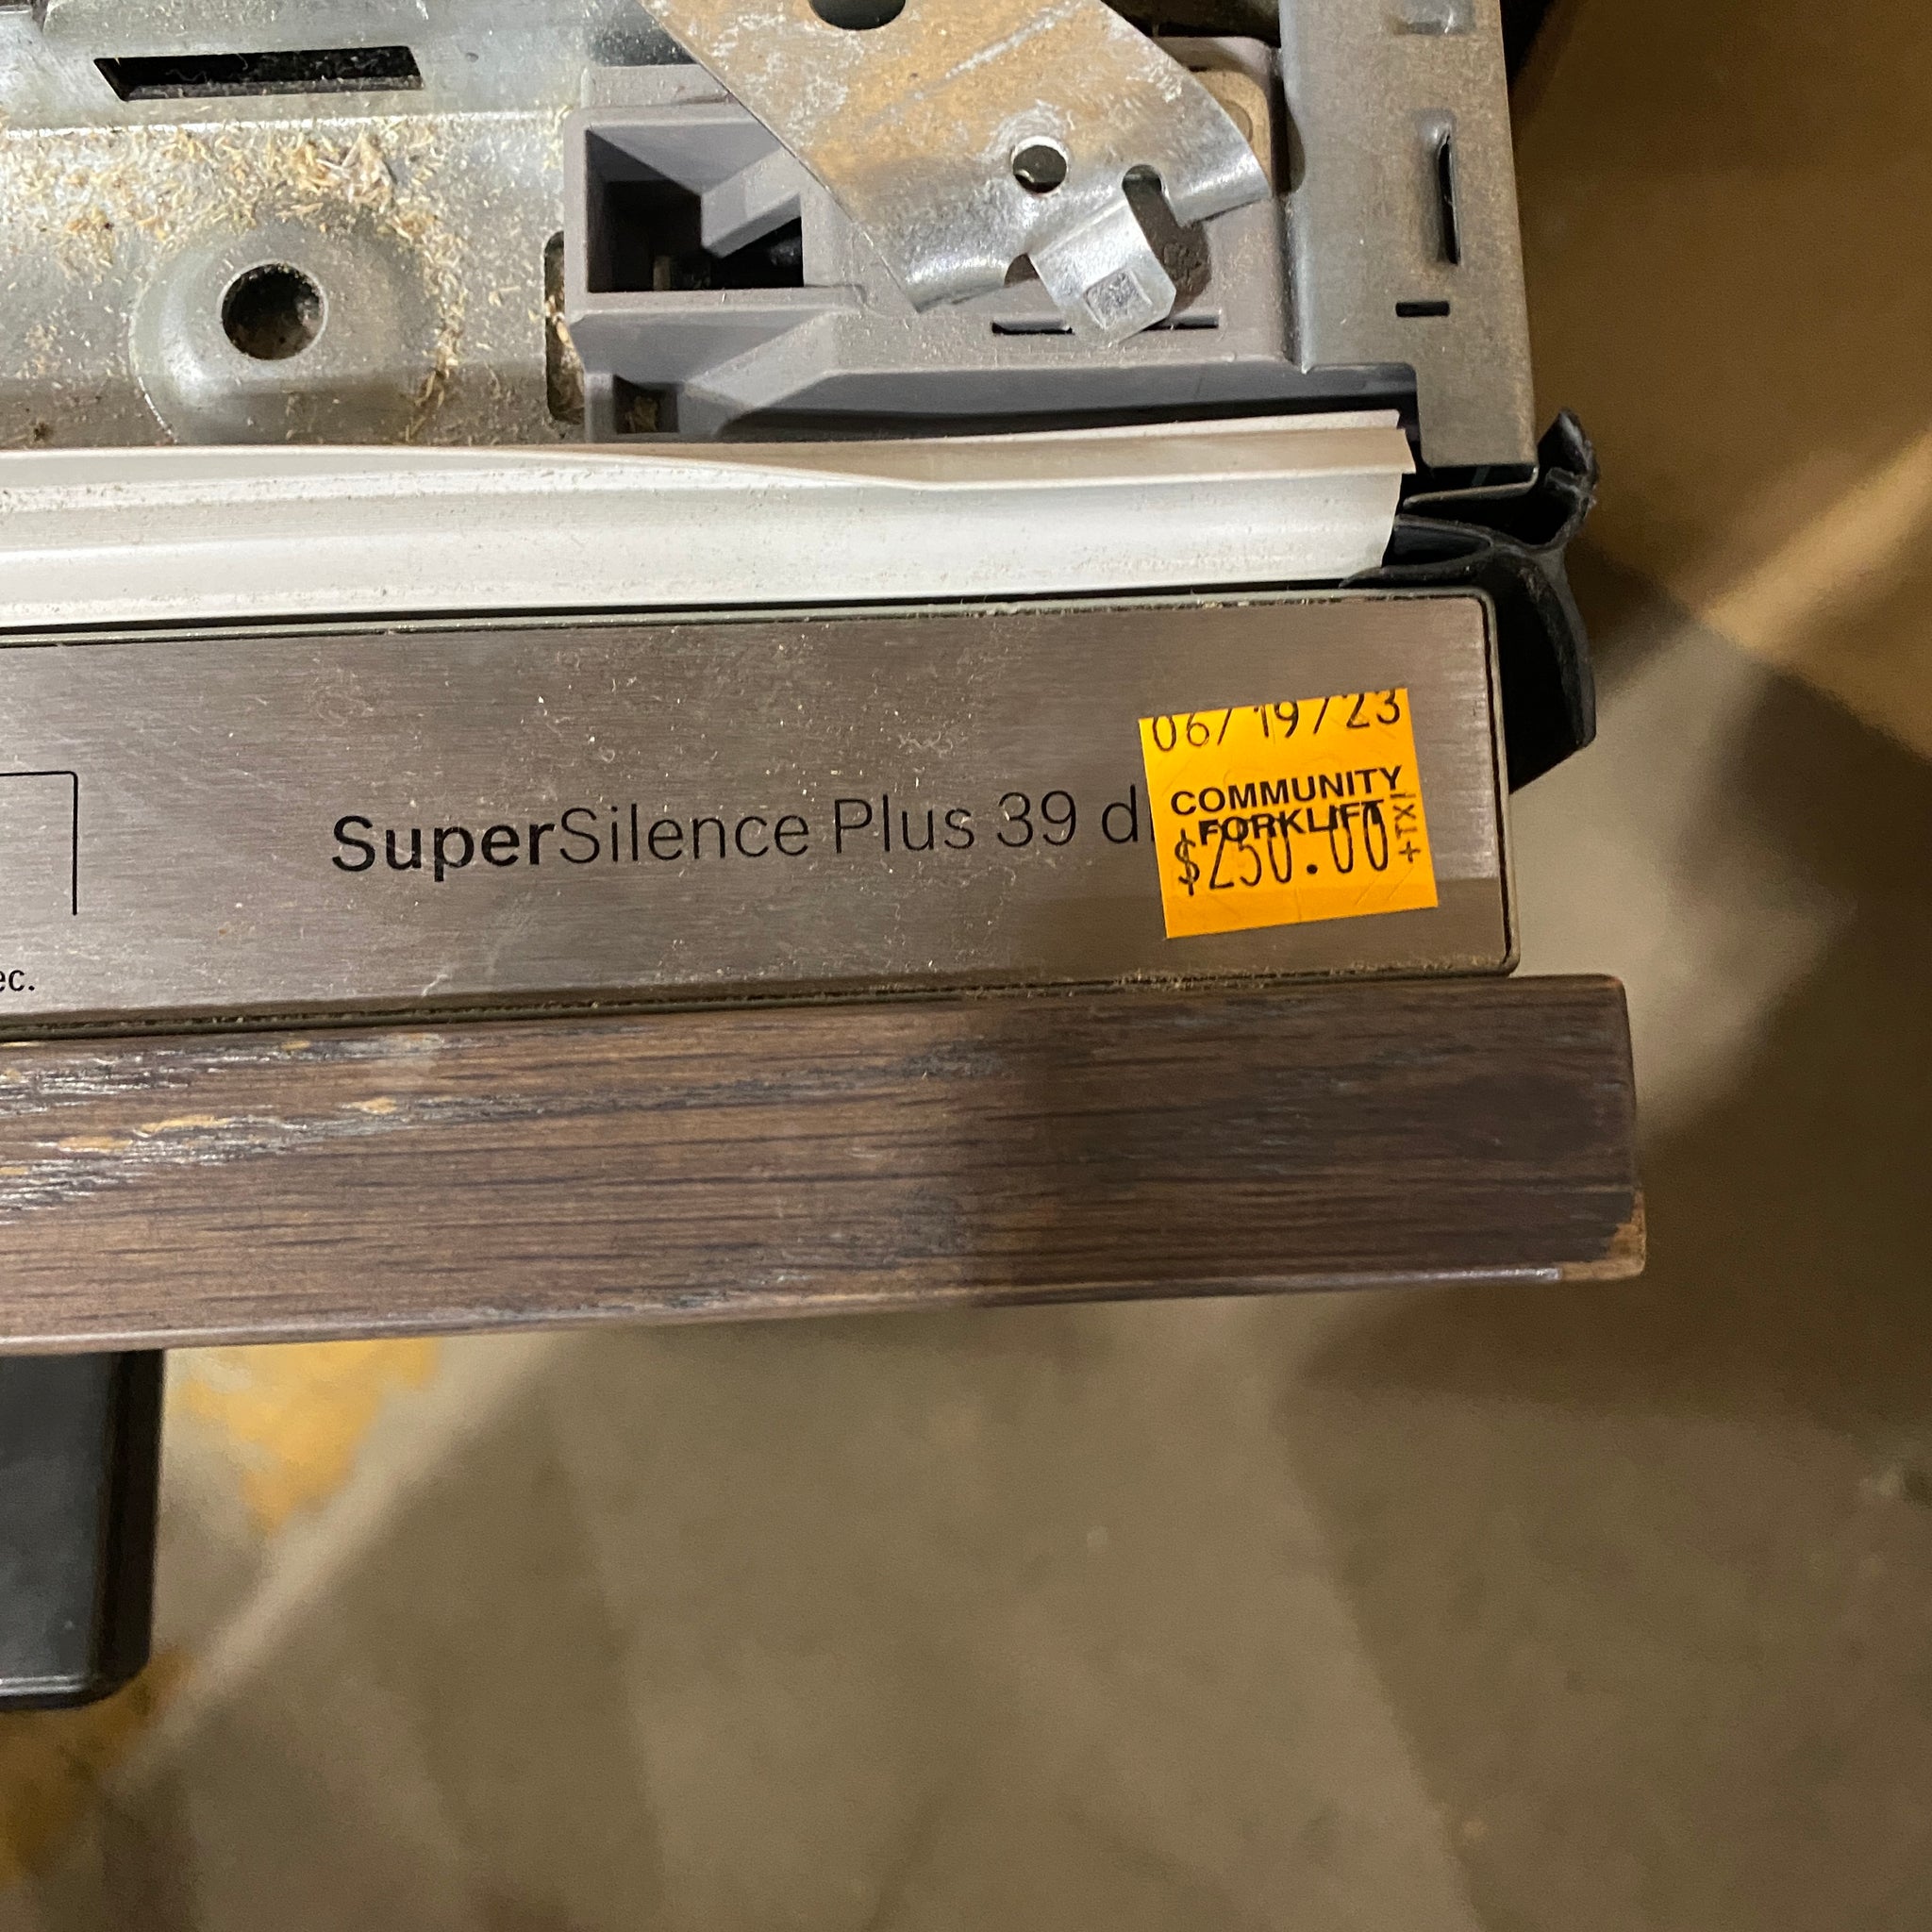 06/19/23
COMMUNITY
FORKLIFT
$250.00
+TX!
SuperSilence Plus 39 d
ec.